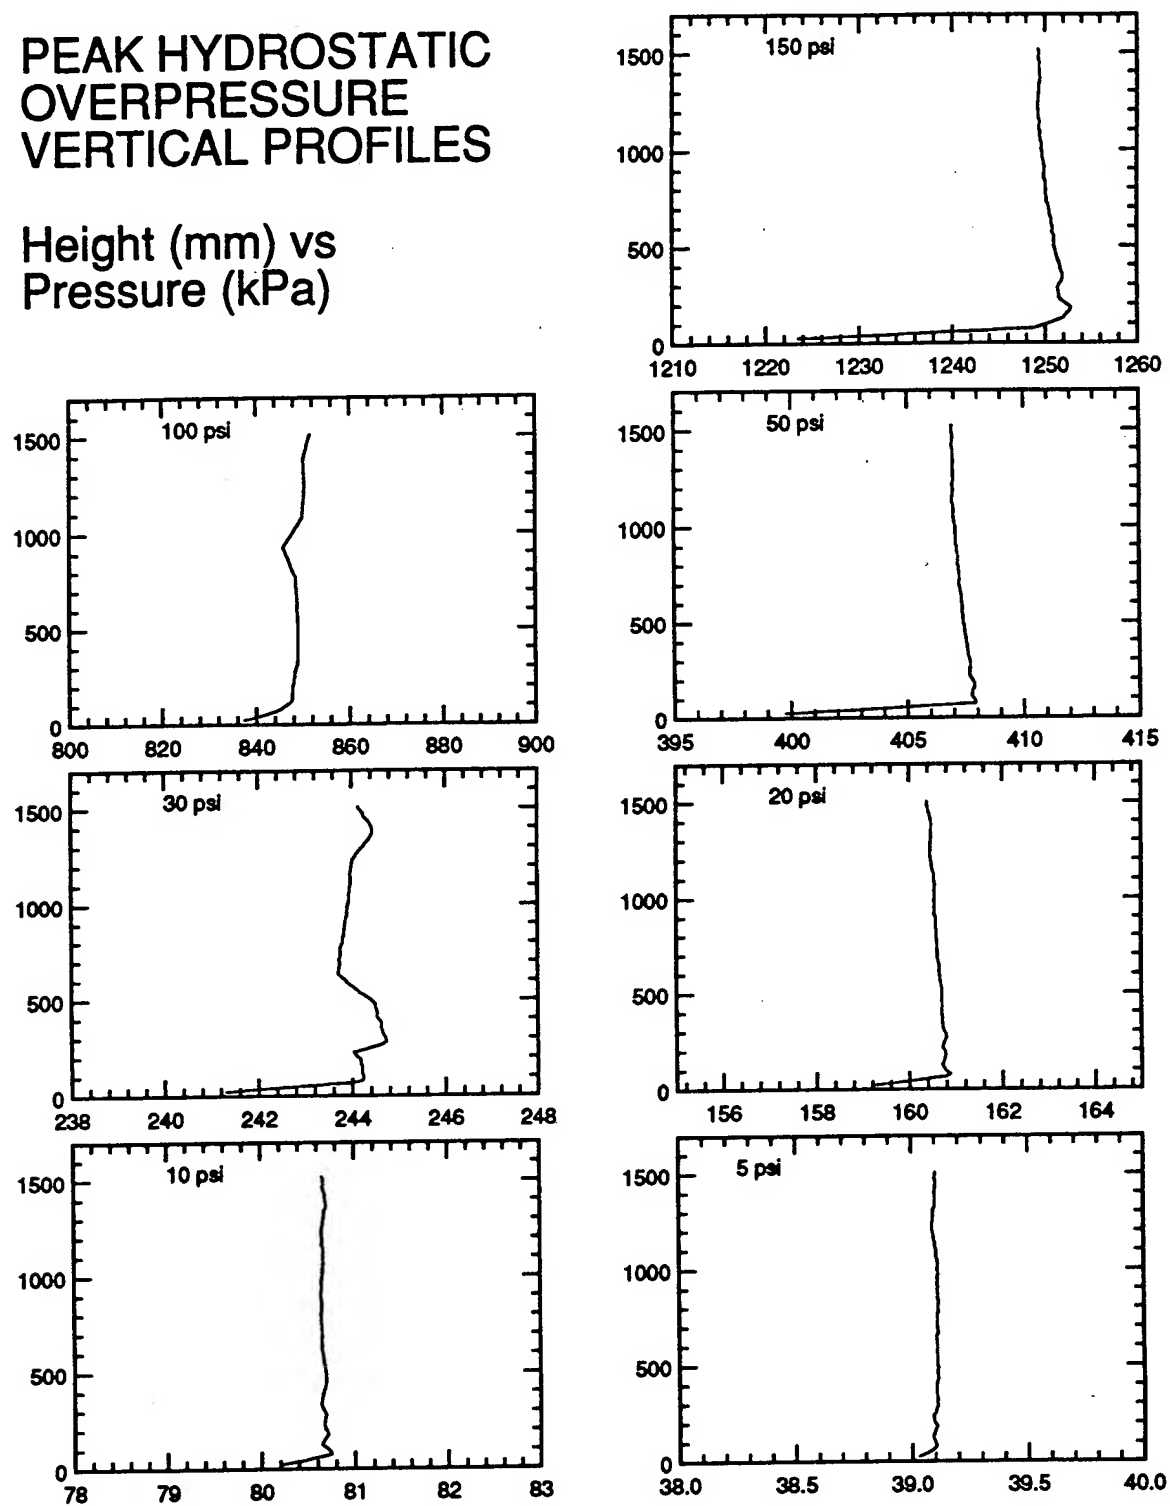 PEAK HYDROSTATIC
OVERPRESSURE
VERTICAL PROFILES
Height (mm) vs
Pressure (kPa)
150 psi
1500
1000
500
0
1210 1220 1230 1240 1250 1260
100 psi
1500
1000
500
0
800 820 840 860 880 900
50 psi
1500
1000
500
0
395 400 405 410 415
30 psi
1500
1000
500
0
238 240 242 244 246 248
20 psi
1500
1000
500
0
156 158 160 162 164
10 psi
1500
1000
500
0
78 79 80 81 82 83
5 psi
1500
1000
500
0
38.0 38.5 39.0 39.5 40.0